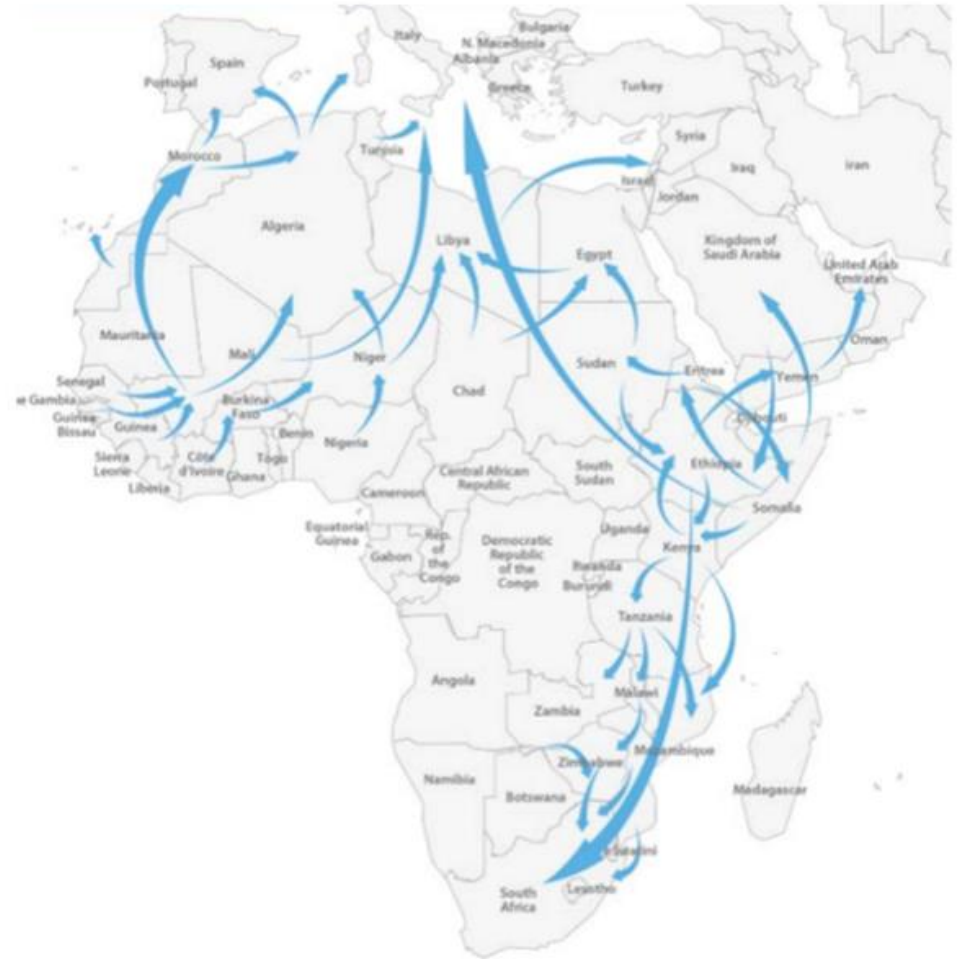 Italy
Bulgaria
N. Macedonia
Albania
Greece
Turkey
Spain
Portugal
Syria
Iraq
Iran
Israel
Jordan
Morocco
Tunisia
Algeria
Libya
Egypt
Kingdom of
Saudi Arabia
United Arab
Emirates
Oman
Yemen
Mauritania
Mali
Niger
Chad
Sudan
Eritrea
Djibouti
Senegal
e Gambia
Guinea
Bissau
Guinea
Burkina
Faso
Benin
Nigeria
Sierra
Leone
Liberia
Côte
d'Ivoire
Ghana
Togo
Cameroon
Central African
Republic
South
Sudan
Ethiopia
Somalia
Equatorial
Guinea
Gabon
Rep.
of
the
Congo
Democratic
Republic
of the
Congo
Uganda
Kenya
Rwanda
Burundi
Tanzania
Angola
Zambia
Malawi
Mozambique
Zimbabwe
Namibia
Botswana
Madagascar
South
Africa
Lesotho